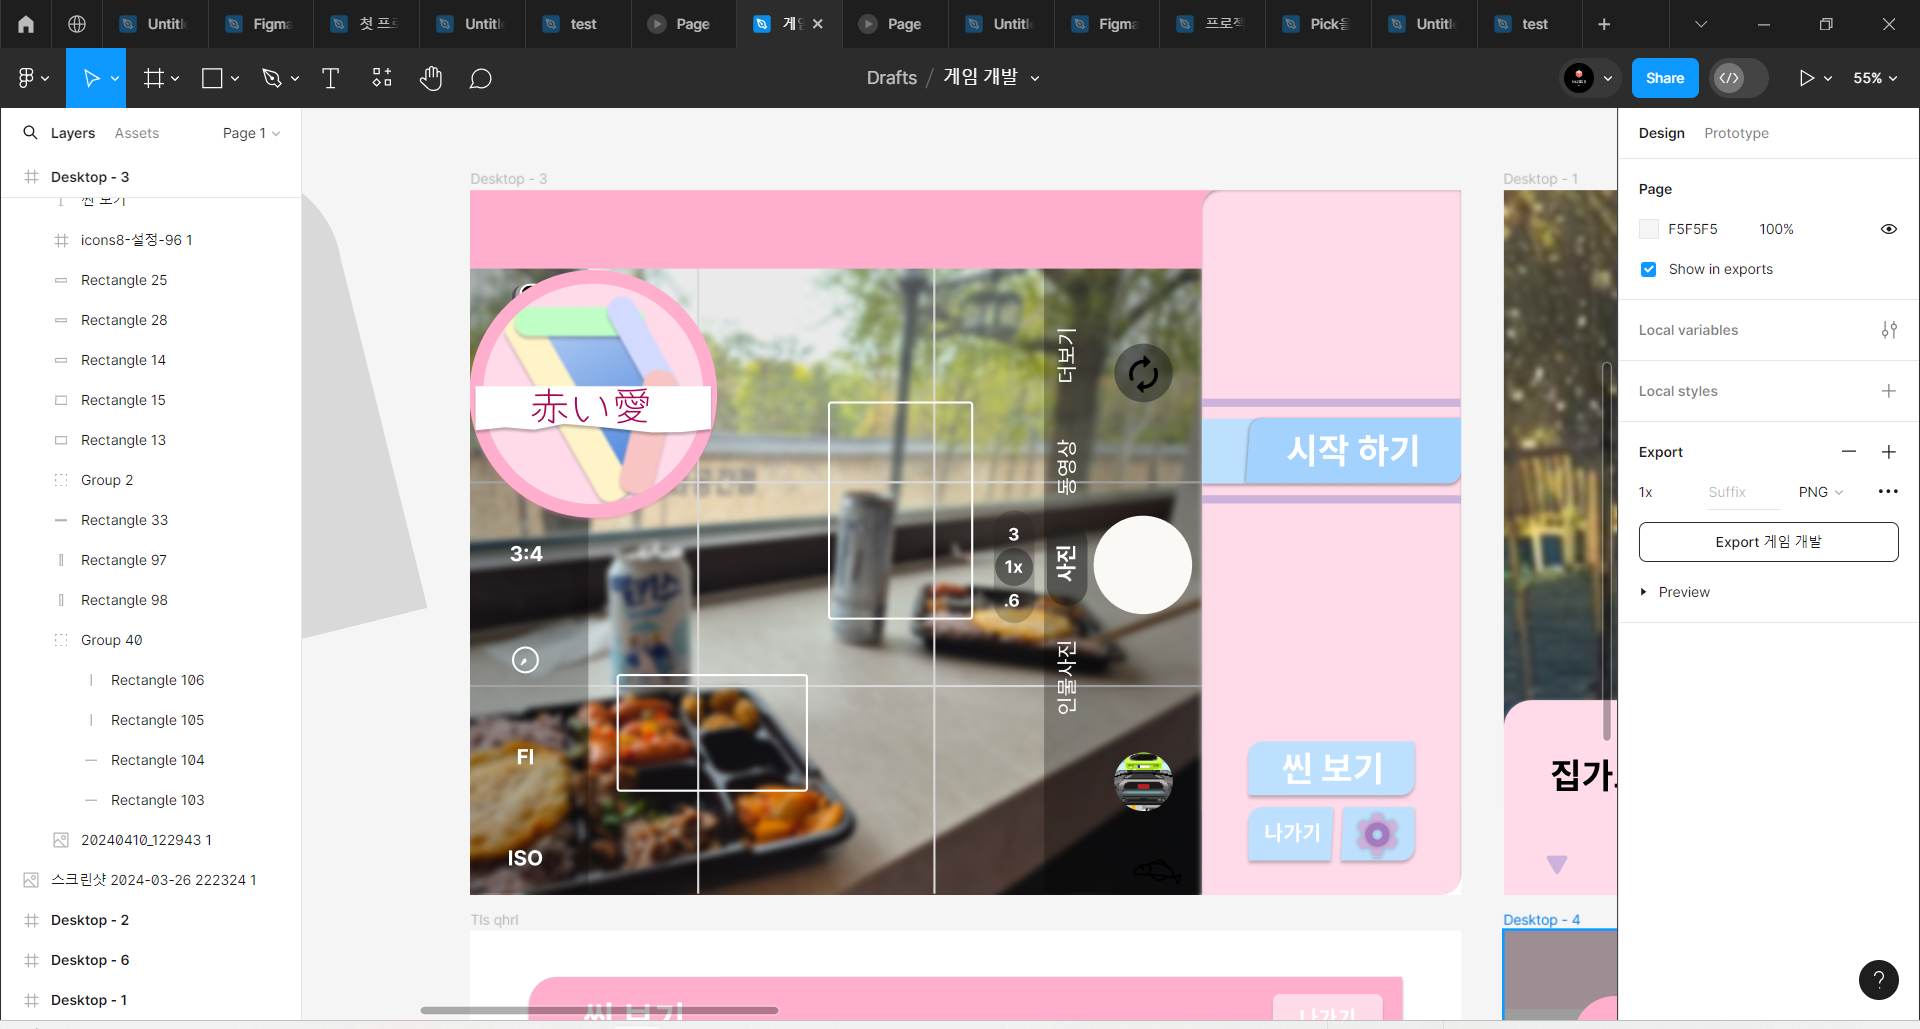 Untitl
Figma
첫 프
Untitl
test
Page
Page
Untitl
Figma
프로젝
Pick을
Untitl
test
Drafts / 게임 개발
Share
55%
Layers
Assets
Page 1
Desktop - 3
씬 보기
icons8-설정-96 1
Rectangle 25
Rectangle 28
Rectangle 14
Rectangle 15
Rectangle 13
Group 2
Rectangle 33
Rectangle 97
Rectangle 98
Group 40
Rectangle 106
Rectangle 105
Rectangle 104
Rectangle 103
20240410_122943 1
스크린샷 2024-03-26 222324 1
Desktop - 2
Desktop - 6
Desktop - 1
Desktop - 3
赤い愛
3:4
FI
ISO
3
1x
.6
더보기
동영상
사진
인물사진
시작 하기
씬 보기
나가기
Desktop - 1
집가
Tls qhrl
씬 보기
나가기
Desktop - 4
Design
Prototype
Page
F5F5F5
100%
Show in exports
Local variables
Local styles
Export
1x
Suffix
PNG
Export 게임 개발
Preview
?